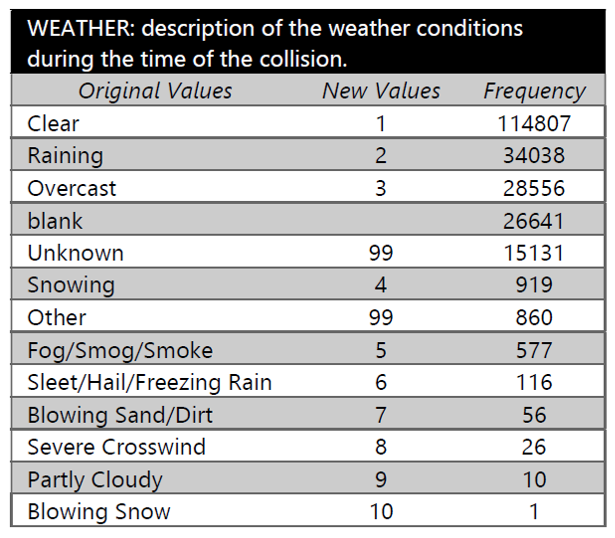 WEATHER: description of the weather conditions
during the time of the collision.
Original Values New Values Frequency
Clear 1 114807
Raining 2 34038
Overcast 3 28556
blank 26641
Unknown 99 15131
Snowing 4 919
Other 99 860
Fog/Smog/Smoke 5 577
Sleet/Hail/Freezing Rain 6 116
Blowing Sand/Dirt 7 56
Severe Crosswind 8 26
Partly Cloudy 9 10
Blowing Snow 10 1